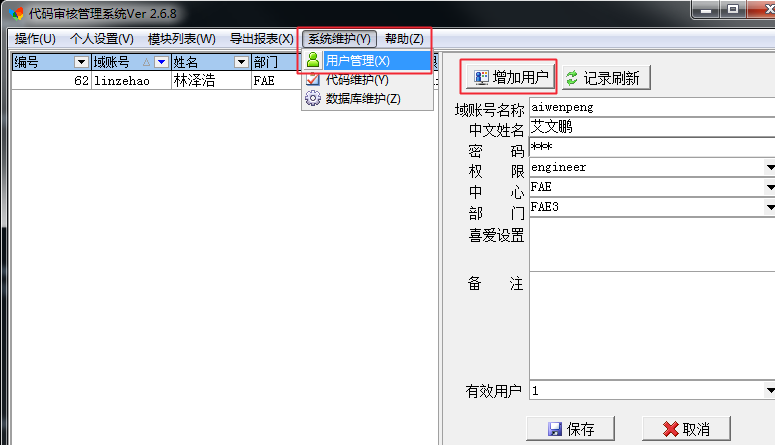 代码审核管理系统Ver 2.6.8
操作(U) 个人设置(V) 模块列表(W) 导出报表(X) 系统维护(Y) 帮助(Z)
用户管理(X)
代码维护(Y)
数据库维护(Z)
编号 域账号 姓名 部门
62 linzehao 林泽浩 FAE
增加用户 记录刷新
域账号名称 aiwenpeng
中文姓名 艾文鹏
密 码 ***
权 限 engineer
中 心 FAE
部 门 FAE3
喜爱设置
备 注
有效用户 1
保存 取消